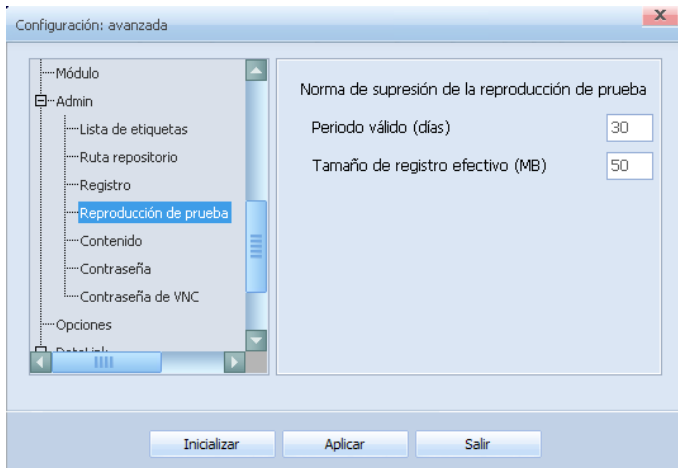 Configuración: avanzada
Módulo
Admin
Lista de etiquetas
Ruta repositorio
Registro
Reproducción de prueba
Contenido
Contraseña
Contraseña de VNC
Opciones
DataLink
Norma de supresión de la reproducción de prueba
Periodo válido (días) 30
Tamaño de registro efectivo (MB) 50
Inicializar Aplicar Salir